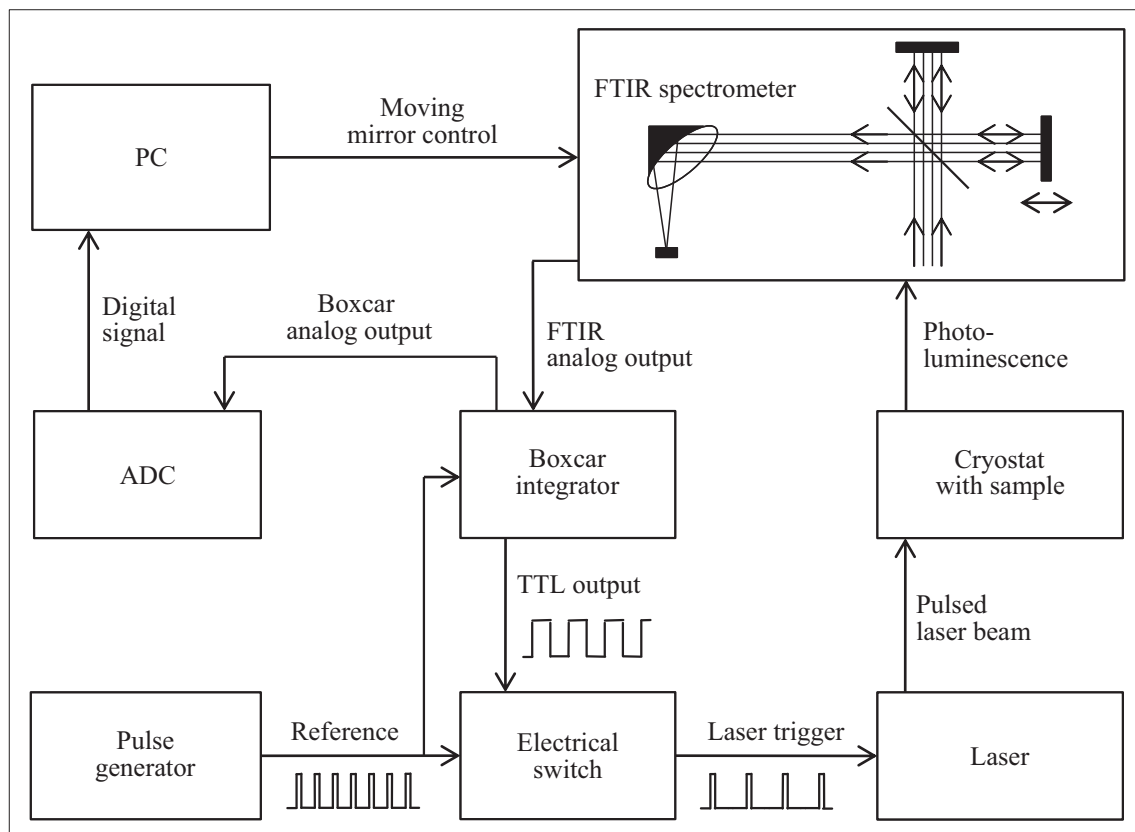 FTIR spectrometer
Moving
mirror control
PC
Digital
signal
Boxcar
analog output
FTIR
analog output
Photo-
luminescence
ADC
Boxcar
integrator
Cryostat
with sample
TTL output
Pulsed
laser beam
Pulse
generator
Reference
Electrical
switch
Laser trigger
Laser